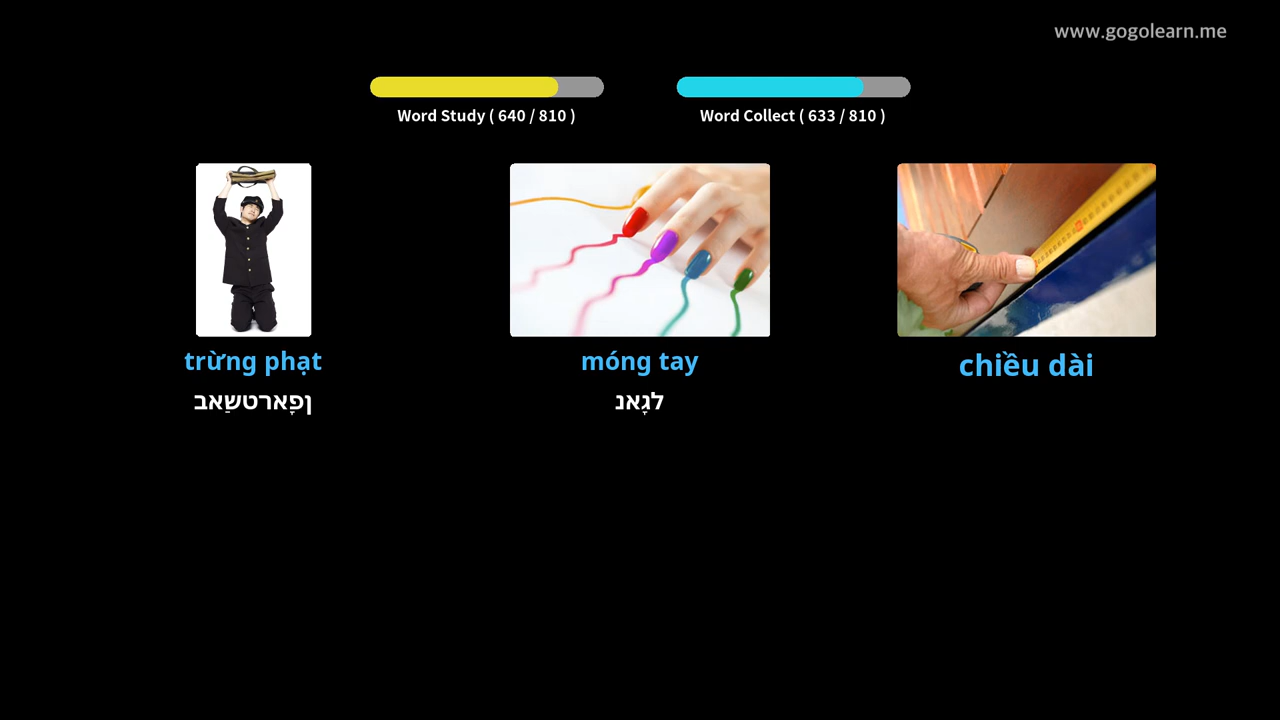 www.gogolearn.me
Word Study ( 640 / 810 )
Word Collect ( 633 / 810 )
trừng phạt
ןפָארטשַאב
móng tay
לגָאנ
chiều dài